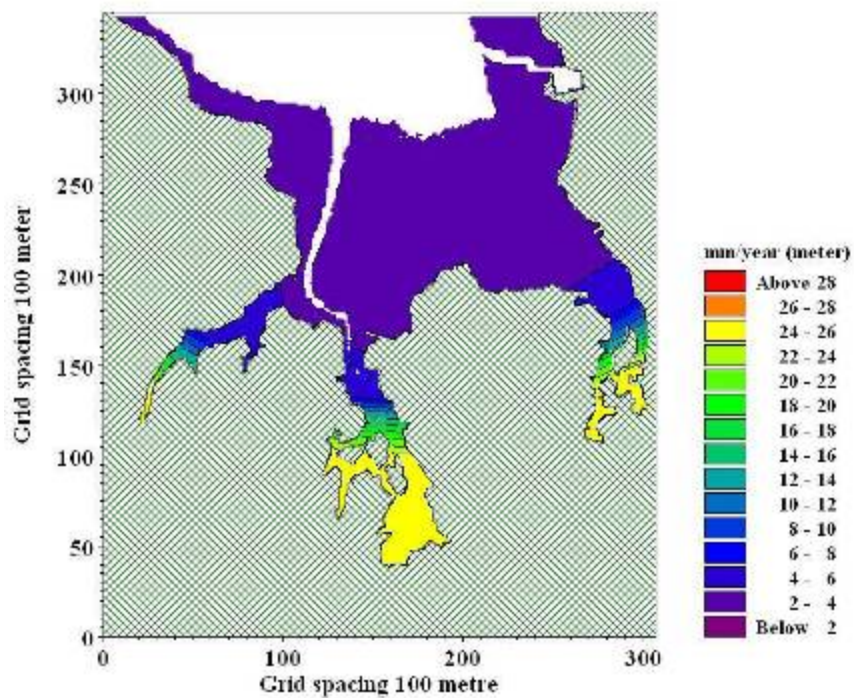 300
250
200
150
100
50
0
0 100 200 300
Grid spacing 100 meter
Grid spacing 100 metre
mm/year (meter)
Above 28
26 - 28
24 - 26
22 - 24
20 - 22
18 - 20
16 - 18
14 - 16
12 - 14
10 - 12
8 - 10
6 - 8
4 - 6
2 - 4
Below 2